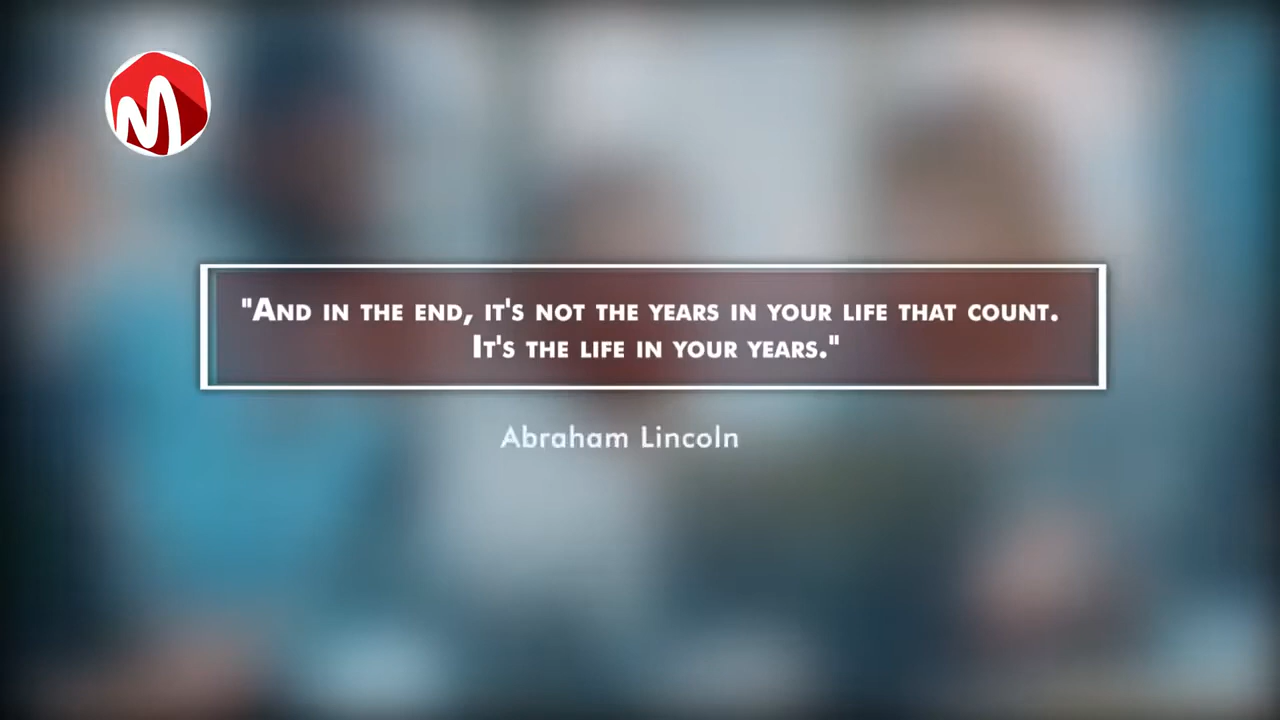 "And in the end, it's not the years in your life that count.
It's the life in your years."
Abraham Lincoln